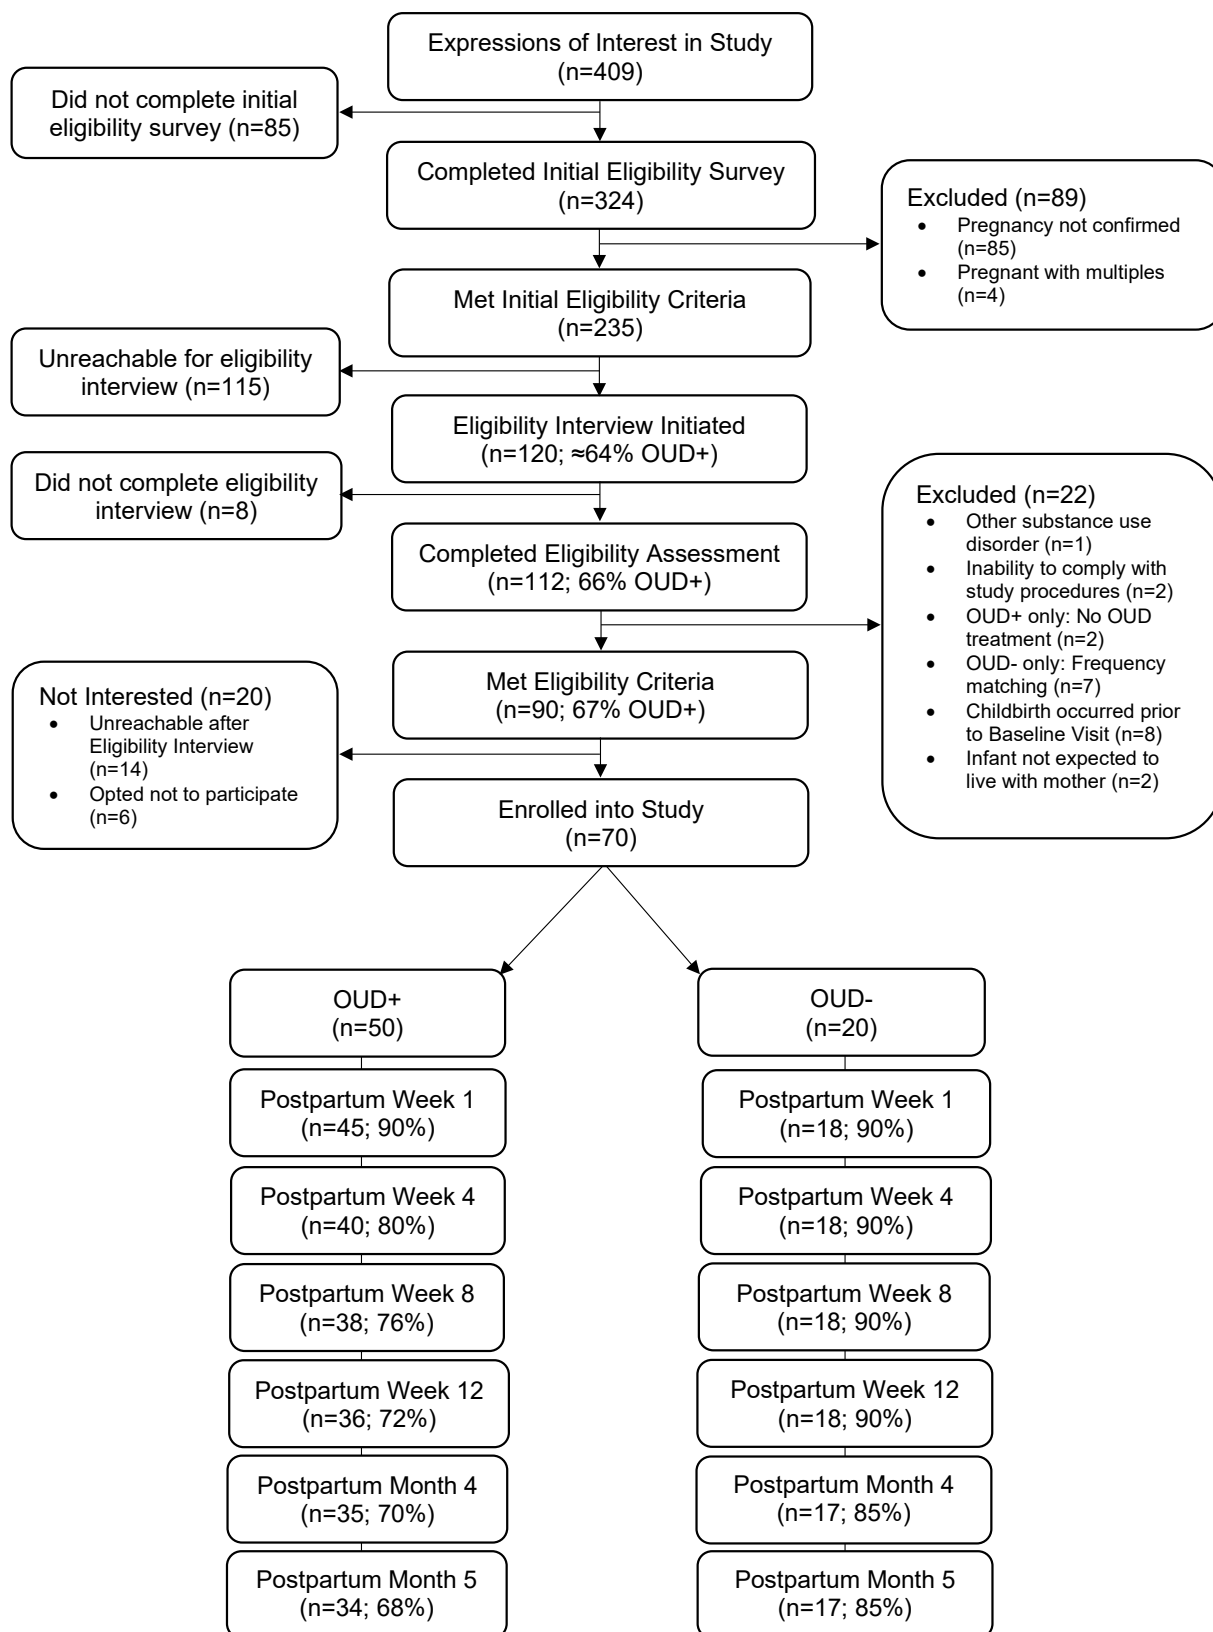 Expressions of Interest in Study
(n=409)
Did not complete initial
eligibility survey (n=85)
Completed Initial Eligibility Survey
(n=324)
Excluded (n=89)
• Pregnancy not confirmed
(n=85)
• Pregnant with multiples
(n=4)
Met Initial Eligibility Criteria
(n=235)
Unreachable for eligibility
interview (n=115)
Eligibility Interview Initiated
(n=120; ≈64% OUD+)
Did not complete eligibility
interview (n=8)
Completed Eligibility Assessment
(n=112; 66% OUD+)
Excluded (n=22)
• Other substance use
disorder (n=1)
• Inability to comply with
study procedures (n=2)
• OUD+ only: No OUD
treatment (n=2)
• OUD- only: Frequency
matching (n=7)
• Childbirth occurred prior
to Baseline Visit (n=8)
• Infant not expected to
live with mother (n=2)
Met Eligibility Criteria
(n=90; 67% OUD+)
Not Interested (n=20)
• Unreachable after
Eligibility Interview
(n=14)
• Opted not to participate
(n=6)
Enrolled into Study
(n=70)
OUD+
(n=50)
Postpartum Week 1
(n=45; 90%)
Postpartum Week 4
(n=40; 80%)
Postpartum Week 8
(n=38; 76%)
Postpartum Week 12
(n=36; 72%)
Postpartum Month 4
(n=35; 70%)
Postpartum Month 5
(n=34; 68%)
OUD-
(n=20)
Postpartum Week 1
(n=18; 90%)
Postpartum Week 4
(n=18; 90%)
Postpartum Week 8
(n=18; 90%)
Postpartum Week 12
(n=18; 90%)
Postpartum Month 4
(n=17; 85%)
Postpartum Month 5
(n=17; 85%)